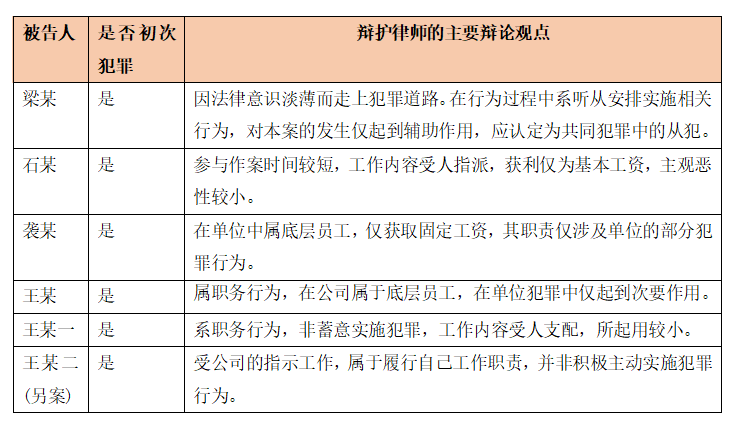 被告人 是否初次 辩护律师的主要辩论观点
犯罪
梁某 是 因法律意识淡薄而走上犯罪道路。在行为过程中系听从安排实施相关
行为，对本案的发生仅起到辅助作用，应认定为共同犯罪中的从犯。
石某 是 参与作案时间较短，工作内容受人指派，获利仅为基本工资，主观恶
性较小。
袭某 是 在单位中属底层员工，仅获取固定工资，其职责仅涉及单位的部分犯
罪行为。
王某 是 属职务行为，在公司属于底层员工，在单位犯罪中仅起到次要作用。
王某一 是 系职务行为，非蓄意实施犯罪，工作内容受人支配，所起用较小。
王某二 是 受公司的指示工作，属于履行自己工作职责，并非积极主动实施犯罪
(另案) 行为。